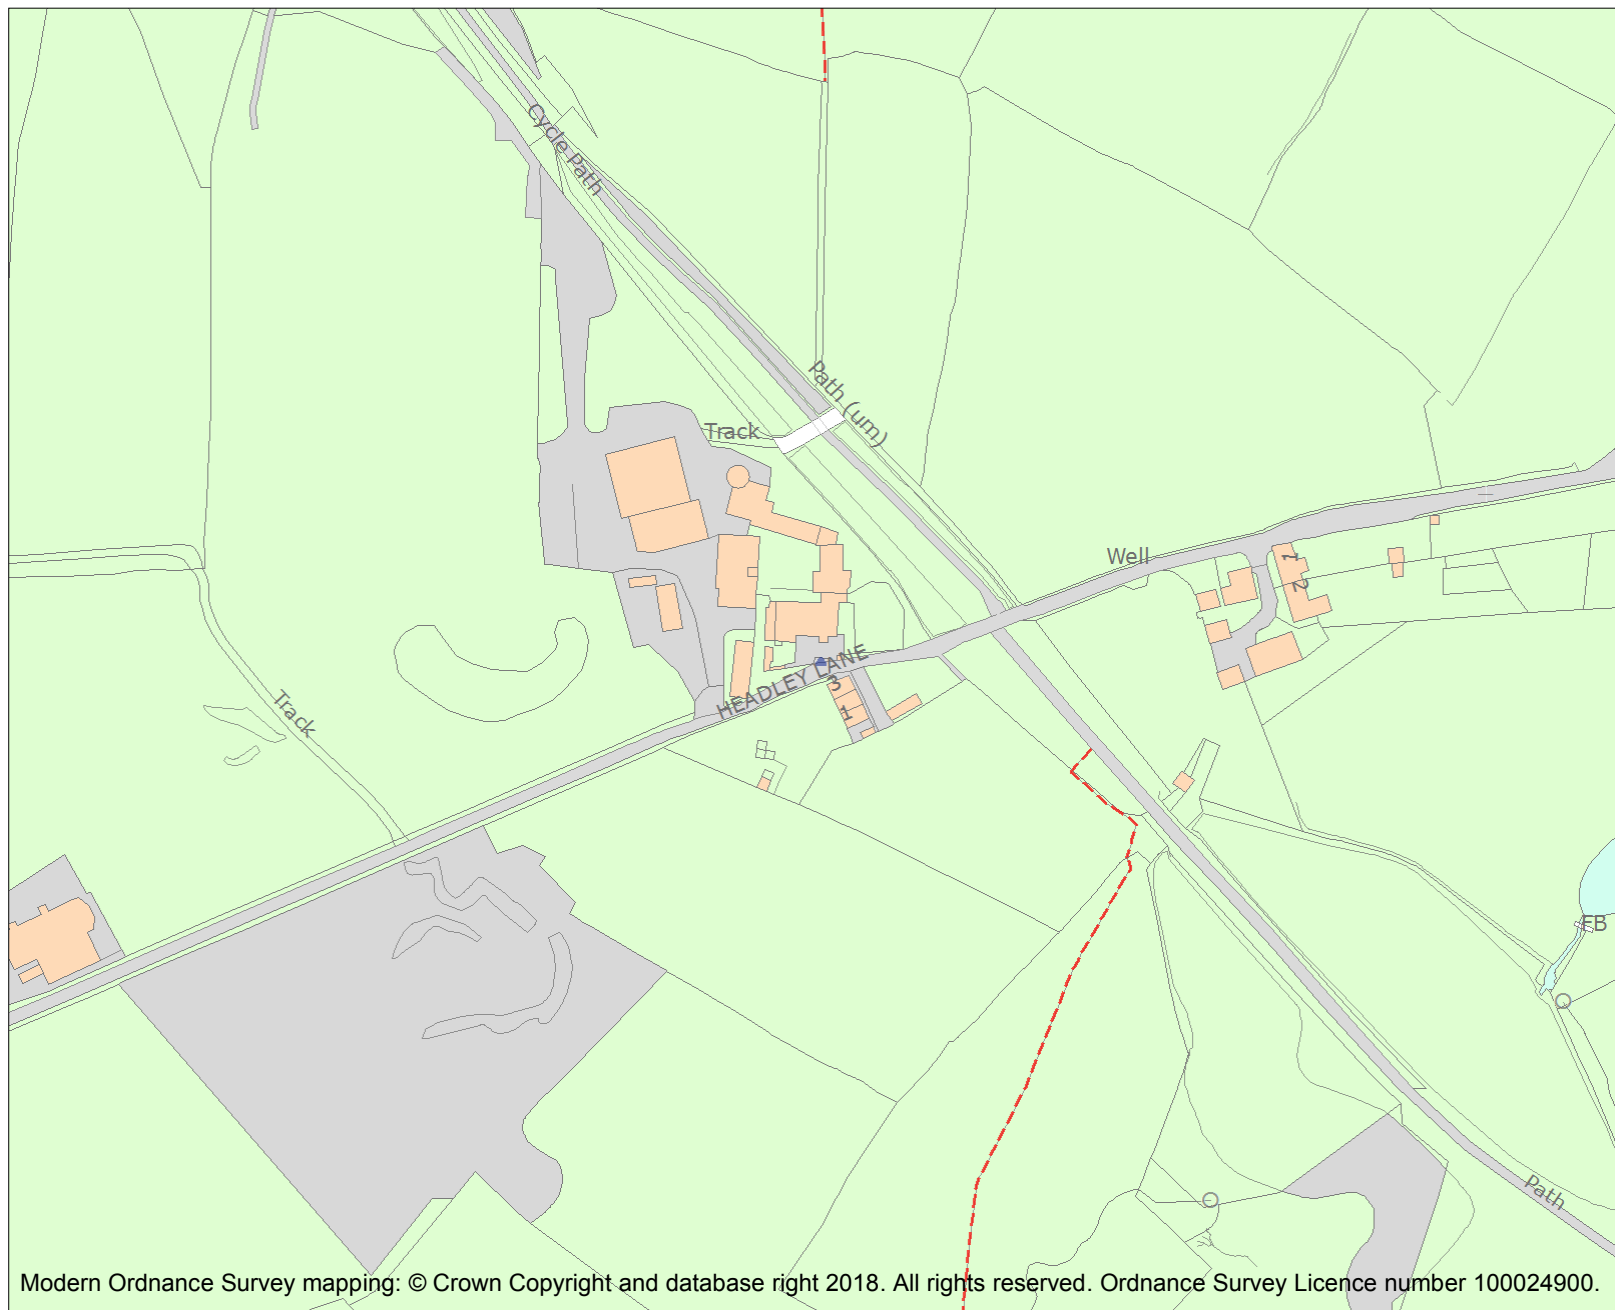 Cycle Path
Path (um)
Track
Well
1
2
HEADLEY LANE
3
1
Track
FB
Path
Modern Ordnance Survey mapping: © Crown Copyright and database right 2018. All rights reserved. Ordnance Survey Licence number 100024900.